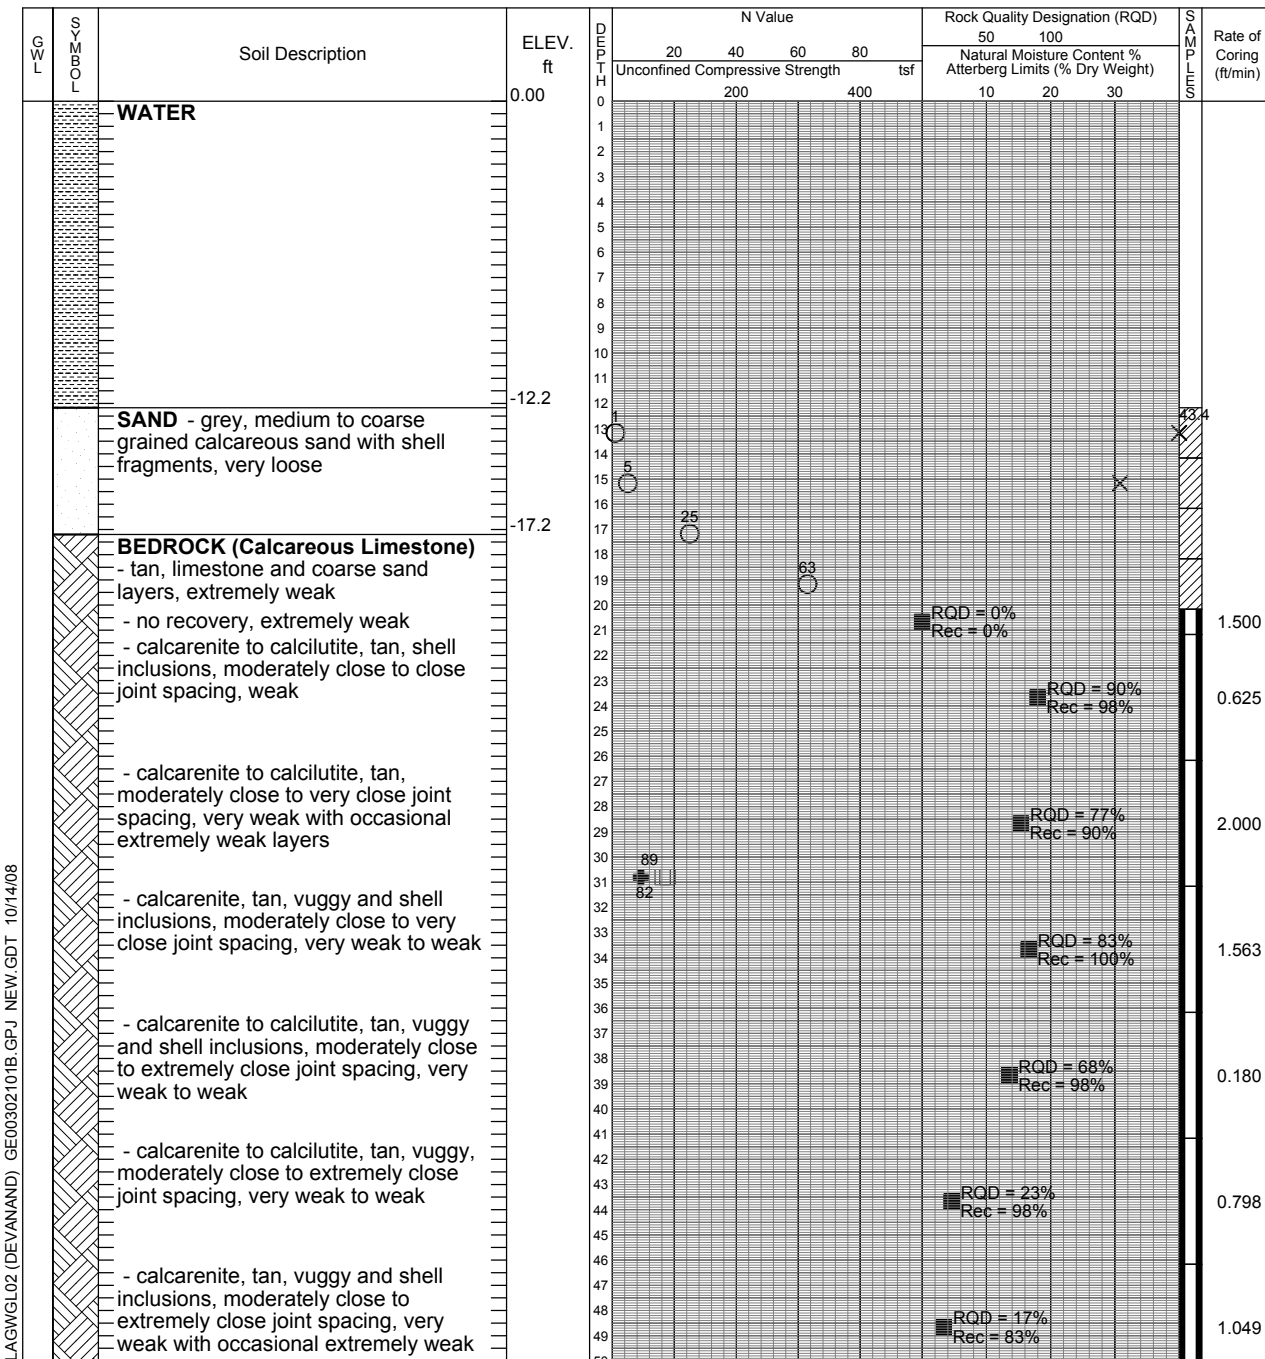 GWL
SYMBOL
Soil Description
ELEV.
ft
DEPTH
N Value
20 40 60 80
Unconfined Compressive Strength tsf
200 400
Rock Quality Designation (RQD)
50 100
Natural Moisture Content %
Atterberg Limits (% Dry Weight)
10 20 30
SAMPLES
Rate of
Coring
(ft/min)
0.00
0
WATER
1
2
3
4
5
6
7
8
9
10
11
-12.2
12
SAND - grey, medium to coarse
grained calcareous sand with shell
fragments, very loose
1
43.4
13
14
5
15
16
-17.2
25
17
BEDROCK (Calcareous Limestone)
- tan, limestone and coarse sand
layers, extremely weak
18
63
19
20
- no recovery, extremely weak
RQD = 0%
Rec = 0%
1.500
21
- calcarenite to calcilutite, tan, shell
inclusions, moderately close to close
joint spacing, weak
22
23
RQD = 90%
Rec = 98%
0.625
24
25
26
- calcarenite to calcilutite, tan,
moderately close to very close joint
spacing, very weak with occasional
extremely weak layers
27
28
RQD = 77%
Rec = 90%
2.000
29
30
89
31
82
- calcarenite, tan, vuggy and shell
inclusions, moderately close to very
close joint spacing, very weak to weak
32
33
RQD = 83%
Rec = 100%
1.563
34
35
36
- calcarenite to calcilutite, tan, vuggy
and shell inclusions, moderately close
to extremely close joint spacing, very
weak to weak
37
38
RQD = 68%
Rec = 98%
0.180
39
40
41
- calcarenite to calcilutite, tan, vuggy,
moderately close to extremely close
joint spacing, very weak to weak
42
43
RQD = 23%
Rec = 98%
0.798
44
45
46
- calcarenite, tan, vuggy and shell
inclusions, moderately close to
extremely close joint spacing, very
weak with occasional extremely weak
47
48
RQD = 17%
Rec = 83%
1.049
49
LAGWGL02 (DEVANAND) GE00302101B.GPJ NEW.GDT 10/14/08